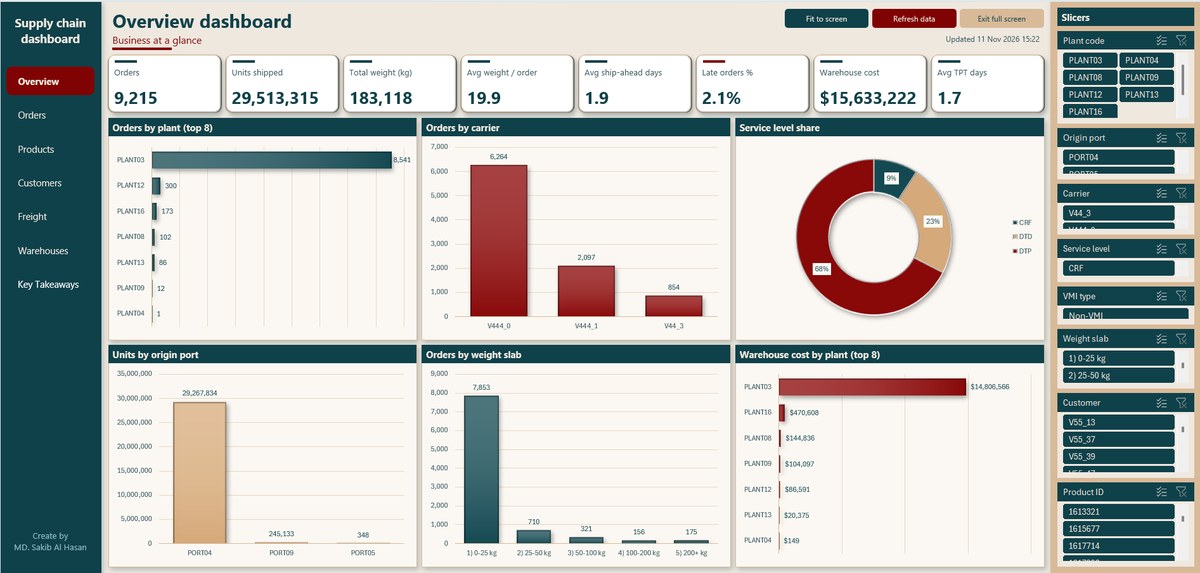 Supply chain
dashboard
Overview
Orders
Products
Customers
Freight
Warehouses
Key Takeaways
Create by
MD. Sakib Al Hasan
Overview dashboard
Business at a glance
Fit to screen
Refresh data
Exit full screen
Updated 11 Nov 2026 15:22
Orders
9,215
Units shipped
29,513,315
Total weight (kg)
183,118
Avg weight / order
19.9
Avg ship-ahead days
1.9
Late orders %
2.1%
Warehouse cost
$15,633,222
Avg TPT days
1.7
Orders by plant (top 8)
PLANT03 8,541
PLANT12 300
PLANT16 173
PLANT08 102
PLANT13 86
PLANT09 12
PLANT04 1
Orders by carrier
7,000
6,000
5,000
4,000
3,000
2,000
1,000
0
6,264
2,097
854
V444_0 V444_1 V44_3
Service level share
9%
23%
68%
CRF
DTD
DTP
Units by origin port
35,000,000
30,000,000
25,000,000
20,000,000
15,000,000
10,000,000
5,000,000
0
29,267,834
245,133
348
PORT04 PORT09 PORT05
Orders by weight slab
9,000
8,000
7,000
6,000
5,000
4,000
3,000
2,000
1,000
0
7,853
710
321
156
175
1) 0-25 kg 2) 25-50 kg 3) 50-100 kg 4) 100-200 kg 5) 200+ kg
Warehouse cost by plant (top 8)
PLANT03 $14,806,566
PLANT16 $470,608
PLANT08 $144,836
PLANT09 $104,097
PLANT12 $86,591
PLANT13 $20,375
PLANT04 $149
Slicers
Plant code
PLANT03 PLANT04
PLANT08 PLANT09
PLANT12 PLANT13
PLANT16
Origin port
PORT04
Carrier
V44_3
Service level
CRF
VMI type
Non-VMI
Weight slab
1) 0-25 kg
2) 25-50 kg
Customer
V55_13
V55_37
V55_39
Product ID
1613321
1615677
1617714